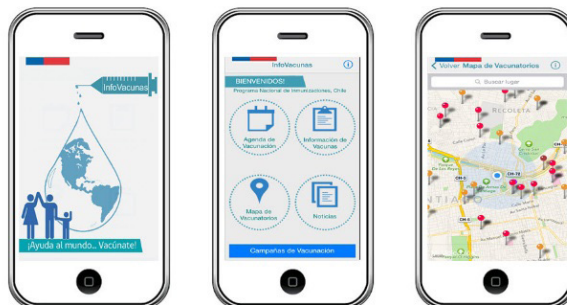 InfoVacunas
¡Ayuda al mundo... Vacúnate!
InfoVacunas
BIENVENIDOS!
Programa Nacional de Inmunizaciones, Chile
Agenda de
Vacunación
Información de
Vacunas
Mapa de
Vacunatorios
Noticias
Campañas de Vacunación
Volver Mapa de Vacunatorios
Buscar lugar
RECOLETA